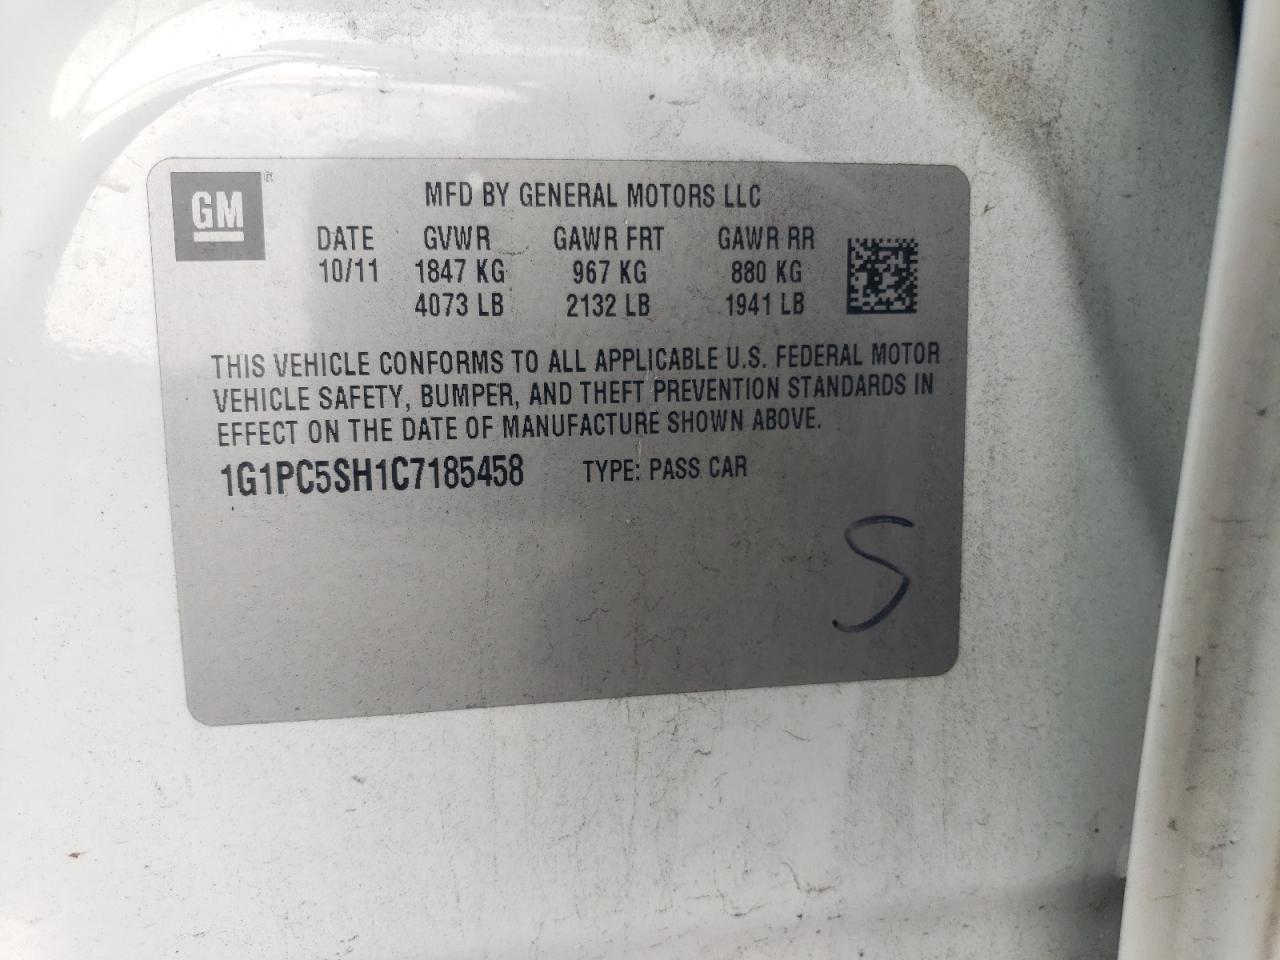 GM®
MFD BY GENERAL MOTORS LLC
DATE GVWR GAWR FRT GAWR RR
10/11 1847 KG 967 KG 880 KG
4073 LB 2132 LB 1941 LB
THIS VEHICLE CONFORMS TO ALL APPLICABLE U.S. FEDERAL MOTOR
VEHICLE SAFETY, BUMPER, AND THEFT PREVENTION STANDARDS IN
EFFECT ON THE DATE OF MANUFACTURE SHOWN ABOVE.
1G1PC5SH1C7185458 TYPE: PASS CAR
S